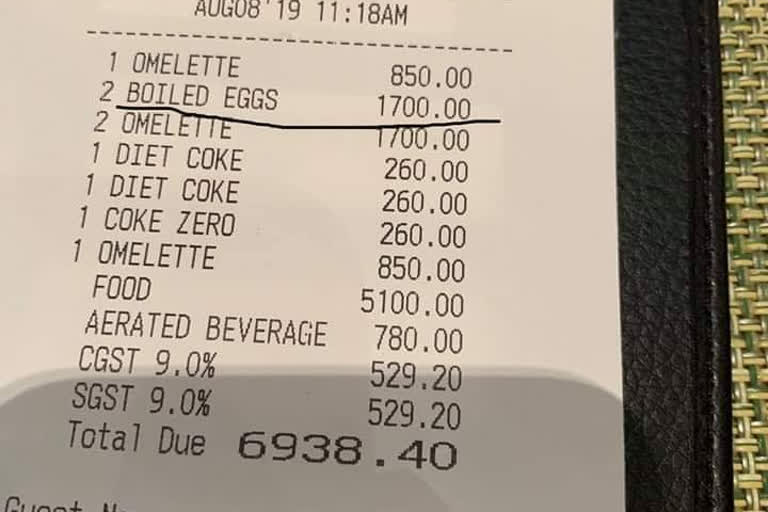 AUG08'19 11:18AM
1 OMELETTE 850.00
2 BOILED EGGS 1700.00
2 OMELETTE 1700.00
1 DIET COKE 260.00
1 DIET COKE 260.00
1 COKE ZERO 260.00
1 OMELETTE 850.00
FOOD 5100.00
AERATED BEVERAGE 780.00
CGST 9.0% 529.20
SGST 9.0% 529.20
Total Due 6938.40
Guest